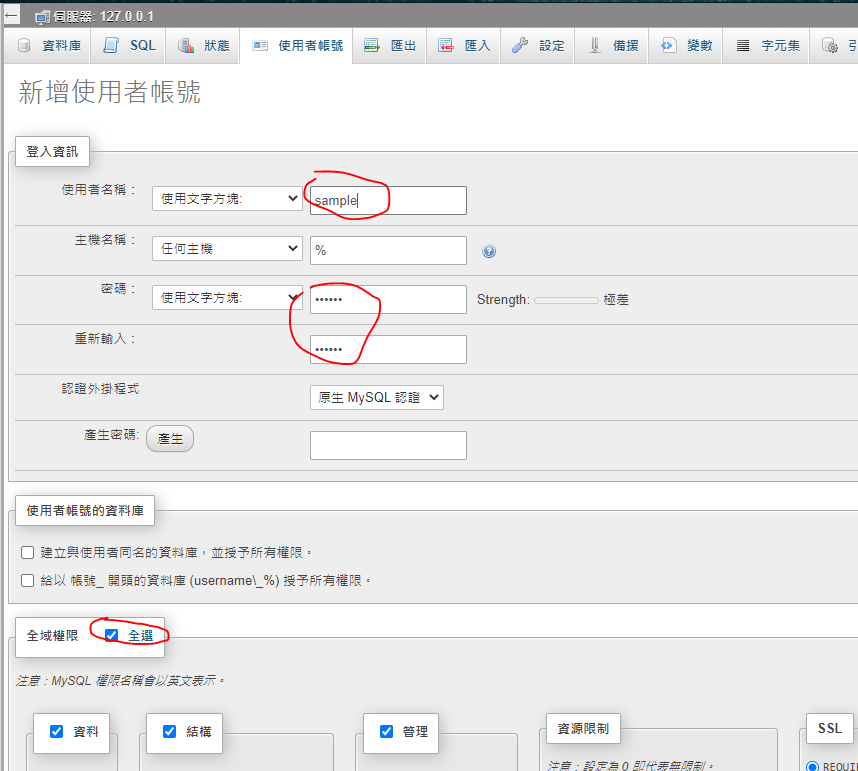 伺服器: 127.0.0.1
資料庫 SQL 狀態 使用者帳號 匯出 匯入 設定 備援 變數 字元集
新增使用者帳號
登入資訊
使用者名稱： 使用文字方塊: sample
主機名稱： 任何主機 %
密碼： 使用文字方塊: •••••• Strength: 極差
重新輸入： ••••••
認證外掛程式 原生 MySQL 認證
產生密碼: 產生
使用者帳號的資料庫
建立與使用者同名的資料庫，並授予所有權限。
給以 帳號_ 開頭的資料庫 (username\_%) 授予所有權限。
全域權限 全選
注意：MySQL 權限名稱會以英文表示。
資料 結構 管理 資源限制 SSL
注意：設定為 0 即代表無限制。